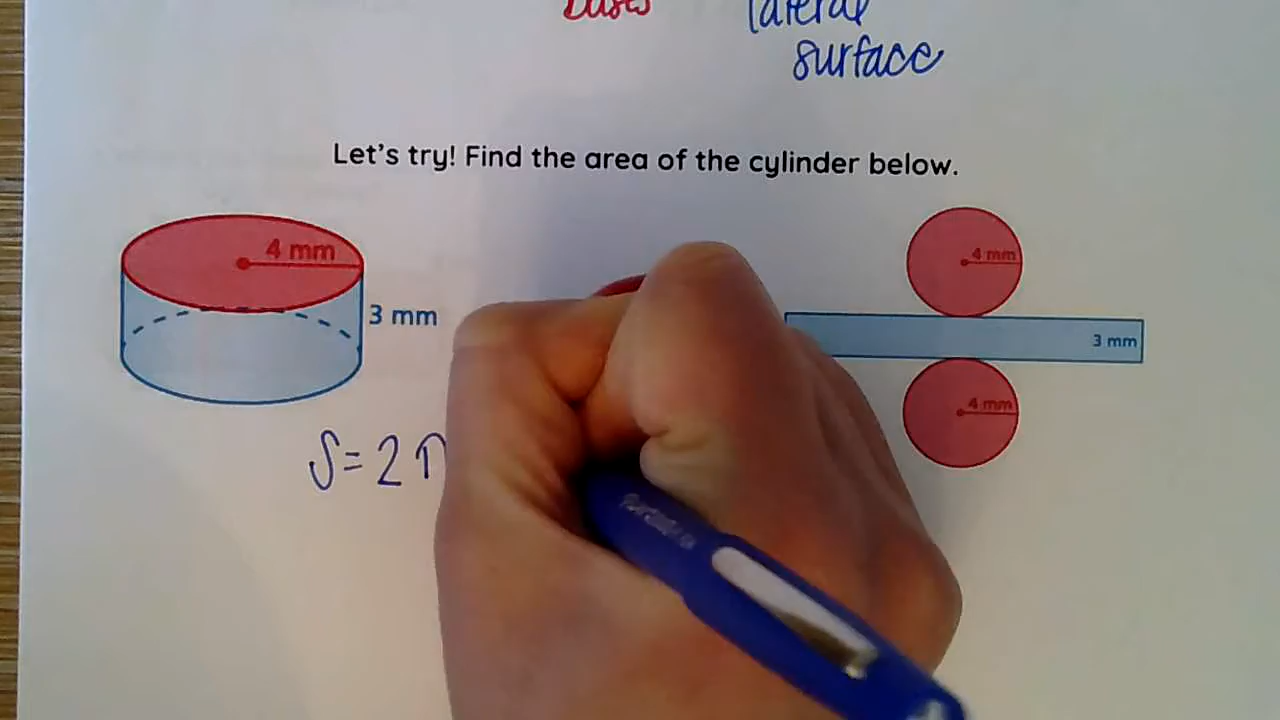 lateral
surface
Let's try! Find the area of the cylinder below.
4 mm
3 mm
4 mm
3 mm
4 mm
S=2π